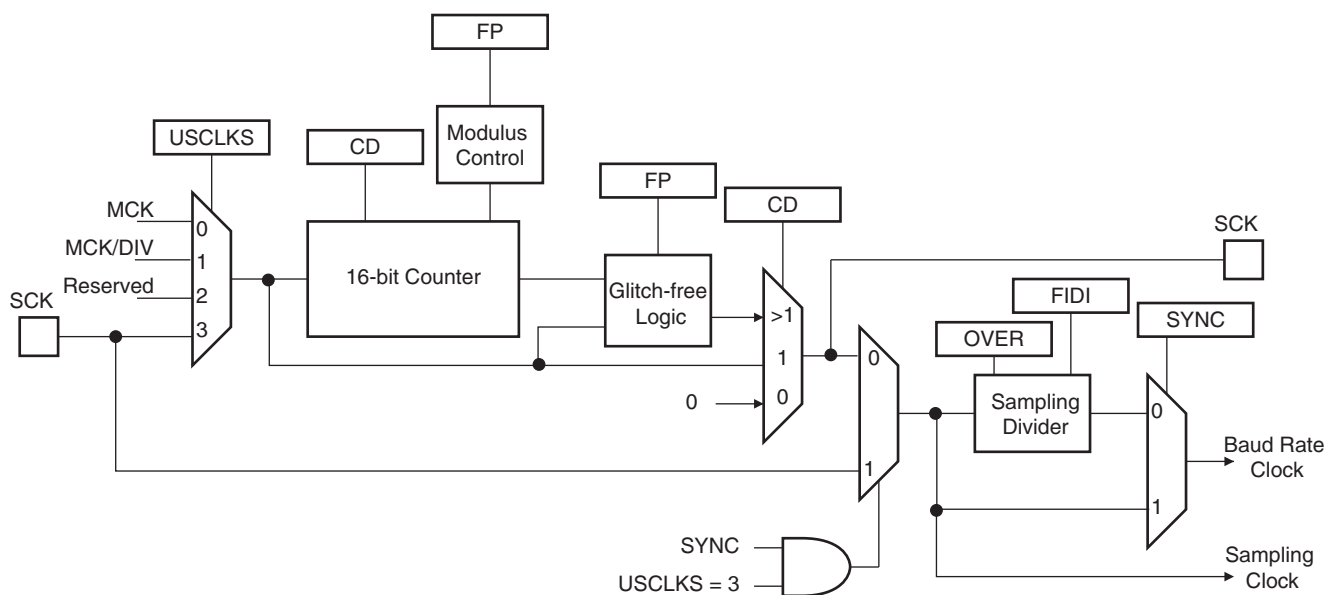 FP
USCLKS
CD
Modulus
Control
FP
CD
SCK
MCK
0
MCK/DIV
1
16-bit Counter
Reserved
2
SCK
3
Glitch-free
Logic
>1
1
0
0
FIDI
OVER
SYNC
0
1
Sampling
Divider
0
1
Baud Rate
Clock
SYNC
USCLKS = 3
Sampling
Clock